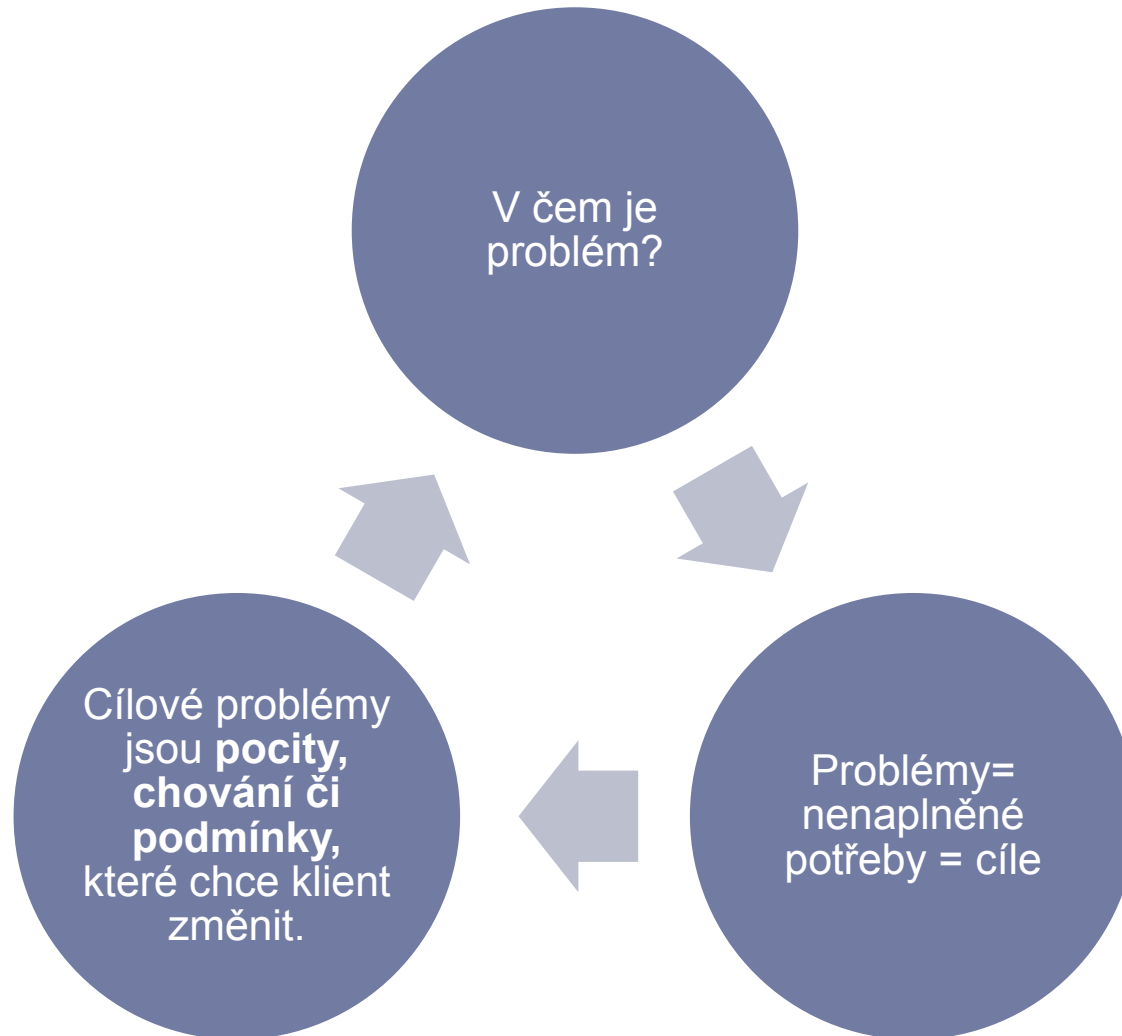 V čem je
problém?
Problémy=
nenaplněné
potřeby = cíle
Cílové problémy
jsou pocity,
chování či
podmínky,
které chce klient
změnit.